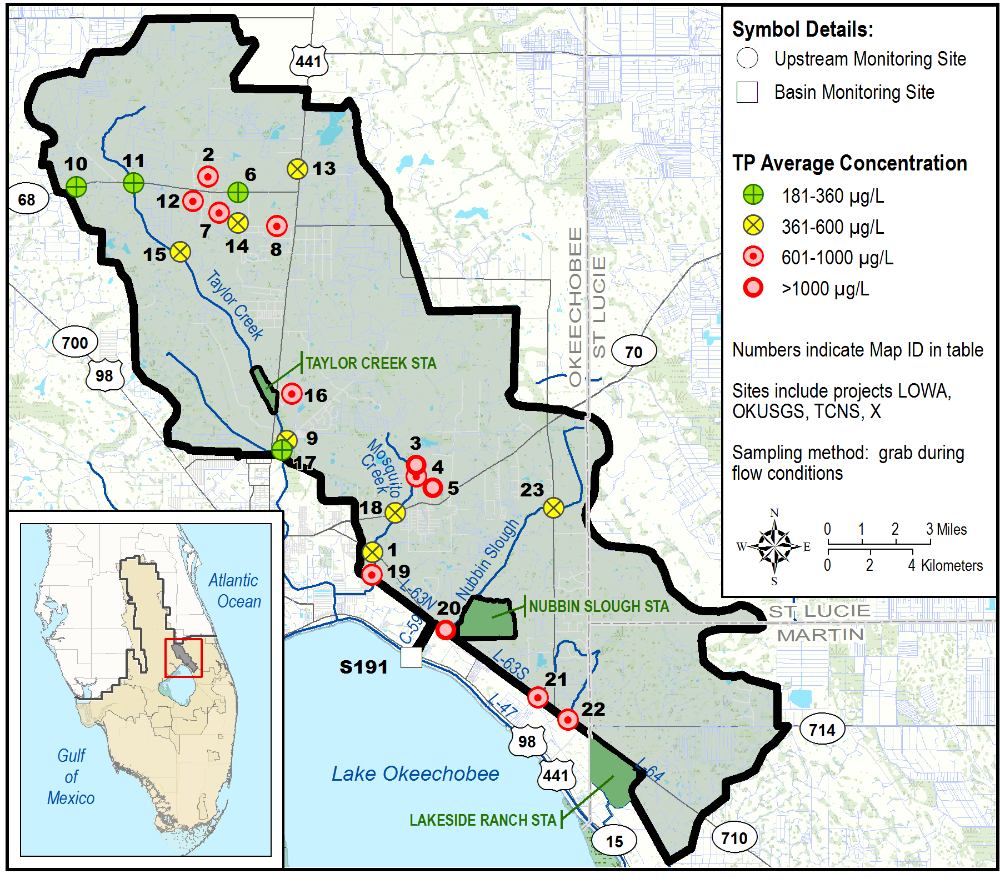 Symbol Details:
Upstream Monitoring Site
Basin Monitoring Site
TP Average Concentration
181-360 µg/L
361-600 µg/L
601-1000 µg/L
>1000 µg/L
Numbers indicate Map ID in table
Sites include projects LOWA,
OKUSGS, TCNS, X
Sampling method: grab during
flow conditions
N
W
E
S
0 1 2 3 Miles
0 2 4 Kilometers
441
10
11
2
6
13
68
12
7
14
8
15
Taylor Creek
OKEECHOBEE
ST LUCIE
700
98
70
TAYLOR CREEK STA
16
9
17
Mosquito
Creek
3
4
5
18
23
1
19
Nubbin Slough
L-63N
20
NUBBIN SLOUGH STA
C-59
S191
ST LUCIE
MARTIN
L-63S
21
22
L-47
98
441
714
L-64
Lake Okeechobee
LAKESIDE RANCH STA
15
710
Atlantic
Ocean
Gulf
of
Mexico